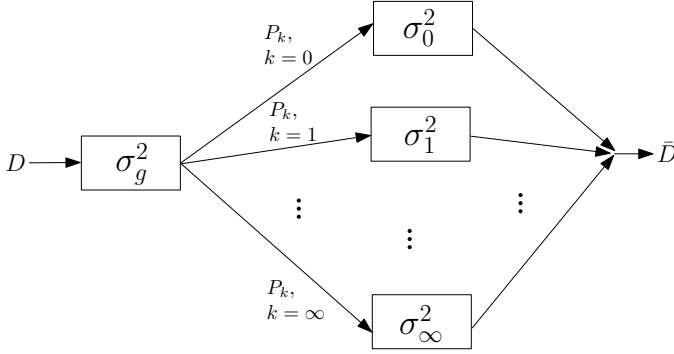 P_k,
k = 0
σ_0^2
P_k,
k = 1
σ_1^2
D
σ_g^2
D̄
P_k,
k = ∞
σ_∞^2